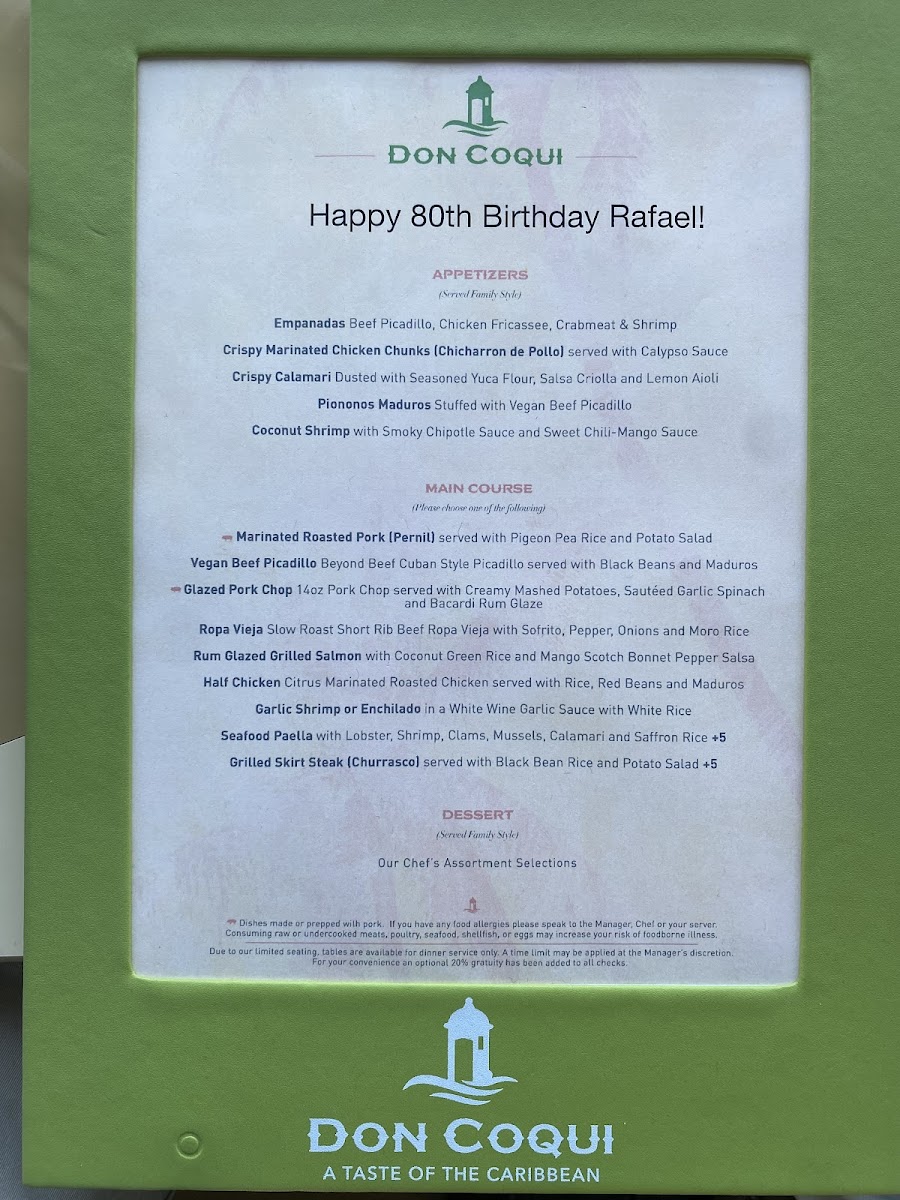 DON COQUI
Happy 80th Birthday Rafael!
APPETIZERS
(Served Family Style)
Empanadas Beef Picadillo, Chicken Fricassee, Crabmeat & Shrimp
Crispy Marinated Chicken Chunks (Chicharron de Pollo) served with Calypso Sauce
Crispy Calamari Dusted with Seasoned Yuca Flour, Salsa Criolla and Lemon Aioli
Piononos Maduros Stuffed with Vegan Beef Picadillo
Coconut Shrimp with Smoky Chipotle Sauce and Sweet Chili-Mango Sauce
MAIN COURSE
(Please choose one of the following)
Marinated Roasted Pork (Pernil) served with Pigeon Pea Rice and Potato Salad
Vegan Beef Picadillo Beyond Beef Cuban Style Picadillo served with Black Beans and Maduros
Glazed Pork Chop 14oz Pork Chop served with Creamy Mashed Potatoes, Sautéed Garlic Spinach
and Bacardi Rum Glaze
Ropa Vieja Slow Roast Short Rib Beef Ropa Vieja with Sofrito, Pepper, Onions and Moro Rice
Rum Glazed Grilled Salmon with Coconut Green Rice and Mango Scotch Bonnet Pepper Salsa
Half Chicken Citrus Marinated Roasted Chicken served with Rice, Red Beans and Maduros
Garlic Shrimp or Enchilado in a White Wine Garlic Sauce with White Rice
Seafood Paella with Lobster, Shrimp, Clams, Mussels, Calamari and Saffron Rice +5
Grilled Skirt Steak (Churrasco) served with Black Bean Rice and Potato Salad +5
DESSERT
(Served Family Style)
Our Chef's Assortment Selections
Dishes made or prepped with pork. If you have any food allergies please speak to the Manager, Chef or your server.
Consuming raw or undercooked meats, poultry, seafood, shellfish, or eggs may increase your risk of foodborne illness.
Due to our limited seating, tables are available for dinner service only. A time limit may be applied at the Manager's discretion.
For your convenience an optional 20% gratuity has been added to all checks.
DON COQUI
A TASTE OF THE CARIBBEAN